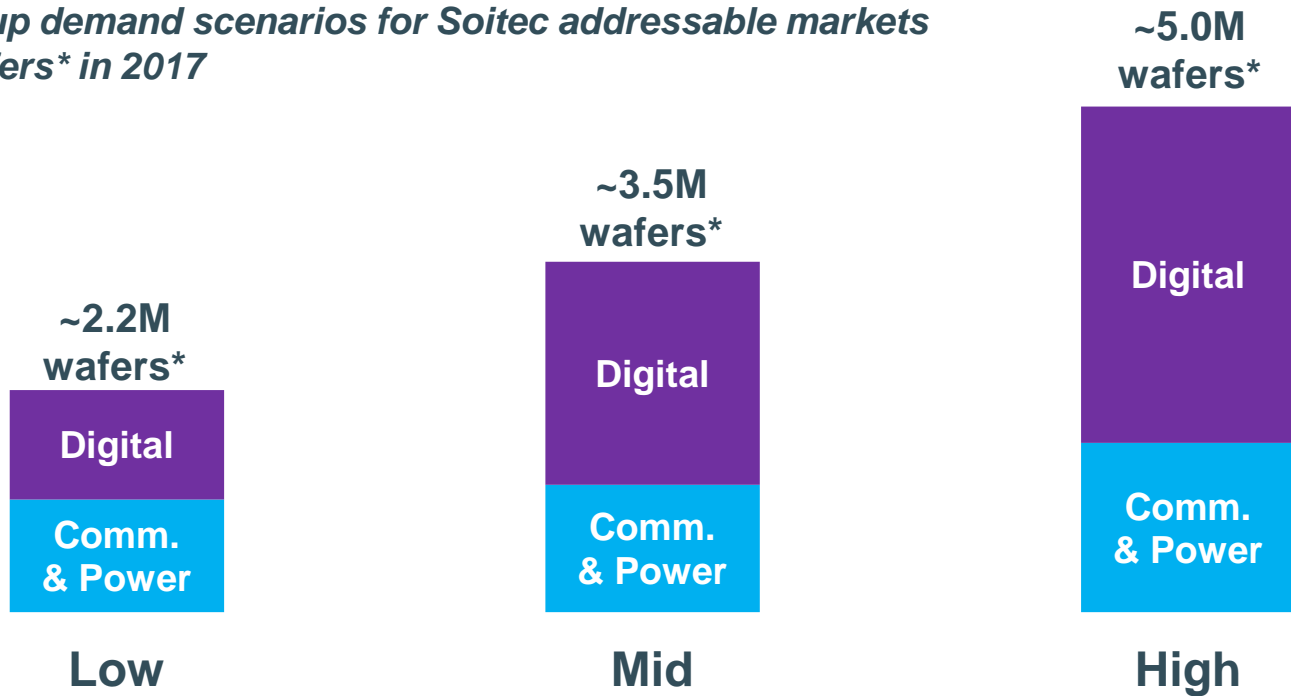 up demand scenarios for Soitec addressable markets
fers* in 2017
~5.0M
wafers*
~3.5M
wafers*
~2.2M
wafers*
Digital
Digital
Digital
Comm.
& Power
Comm.
& Power
Comm.
& Power
Low
Mid
High